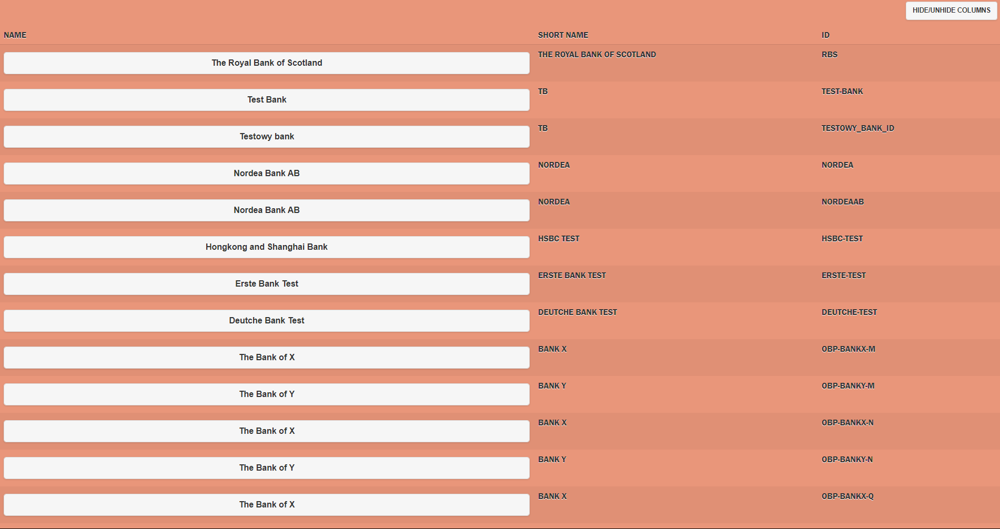 HIDE/UNHIDE COLUMNS
NAME SHORT NAME ID
The Royal Bank of Scotland THE ROYAL BANK OF SCOTLAND RBS
Test Bank TB TEST-BANK
Testowy bank TB TESTOWY_BANK_ID
Nordea Bank AB NORDEA NORDEA
Nordea Bank AB NORDEA NORDEAAB
Hongkong and Shanghai Bank HSBC TEST HSBC-TEST
Erste Bank Test ERSTE BANK TEST ERSTE-TEST
Deutche Bank Test DEUTCHE BANK TEST DEUTCHE-TEST
The Bank of X BANK X OBP-BANKX-M
The Bank of Y BANK Y OBP-BANKY-M
The Bank of X BANK X OBP-BANKX-N
The Bank of Y BANK Y OBP-BANKY-N
The Bank of X BANK X OBP-BANKX-Q